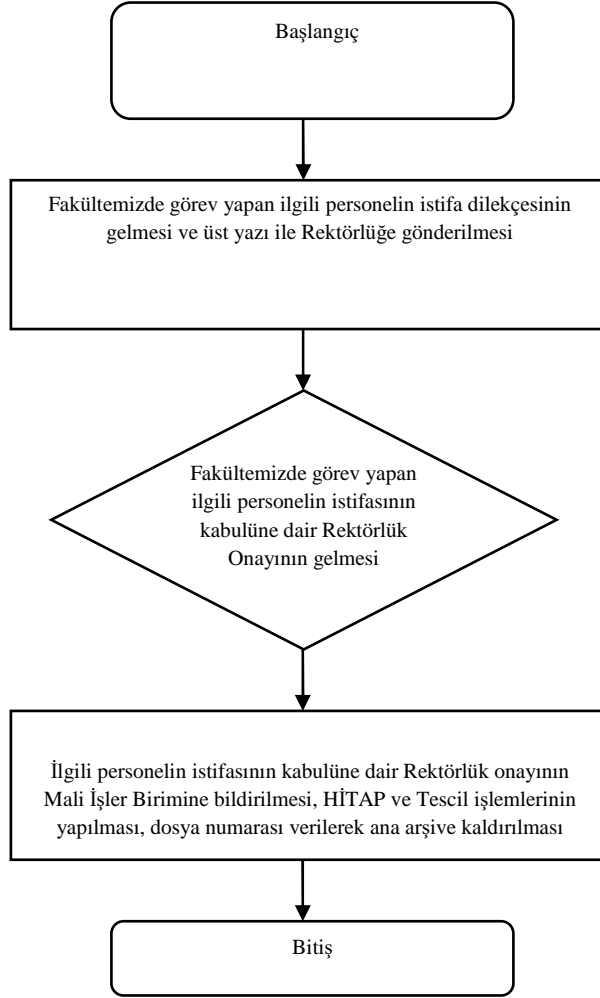 Başlangıç
Fakültemizde görev yapan ilgili personelin istifa dilekçesinin
gelmesi ve üst yazı ile Rektörlüğe gönderilmesi
Fakültemizde görev yapan
ilgili personelin istifasının
kabulüne dair Rektörlük
Onayının gelmesi
İlgili personelin istifasının kabulüne dair Rektörlük onayının
Mali İşler Birimine bildirilmesi, HİTAP ve Tescil işlemlerinin
yapılması, dosya numarası verilerek ana arşive kaldırılması
Bitiş